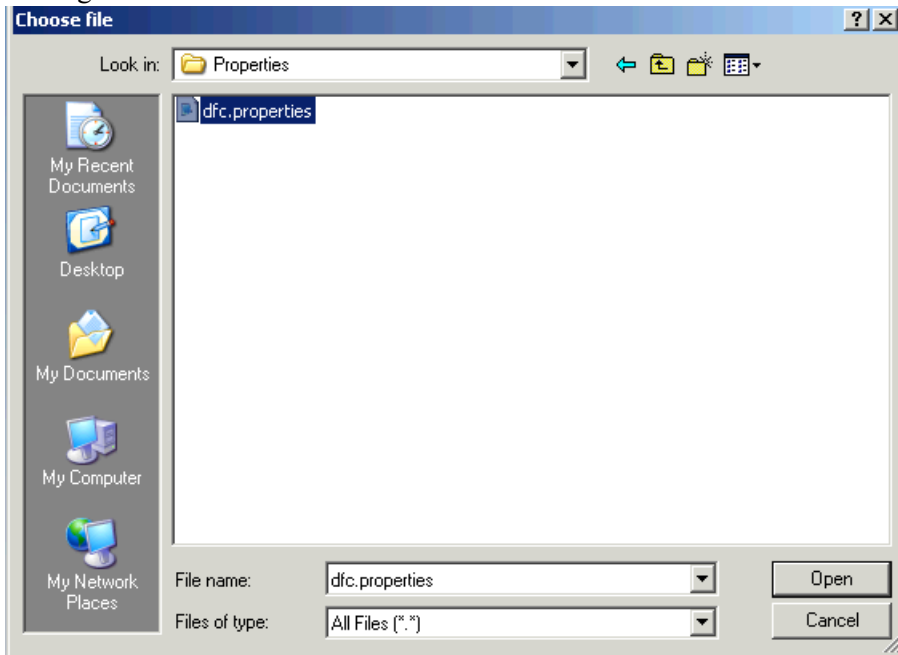 Choose file
Look in:
Properties
dfc.properties
My Recent
Documents
Desktop
My Documents
My Computer
My Network
Places
File name:
dfc.properties
Open
Files of type:
All Files (*.*)
Cancel